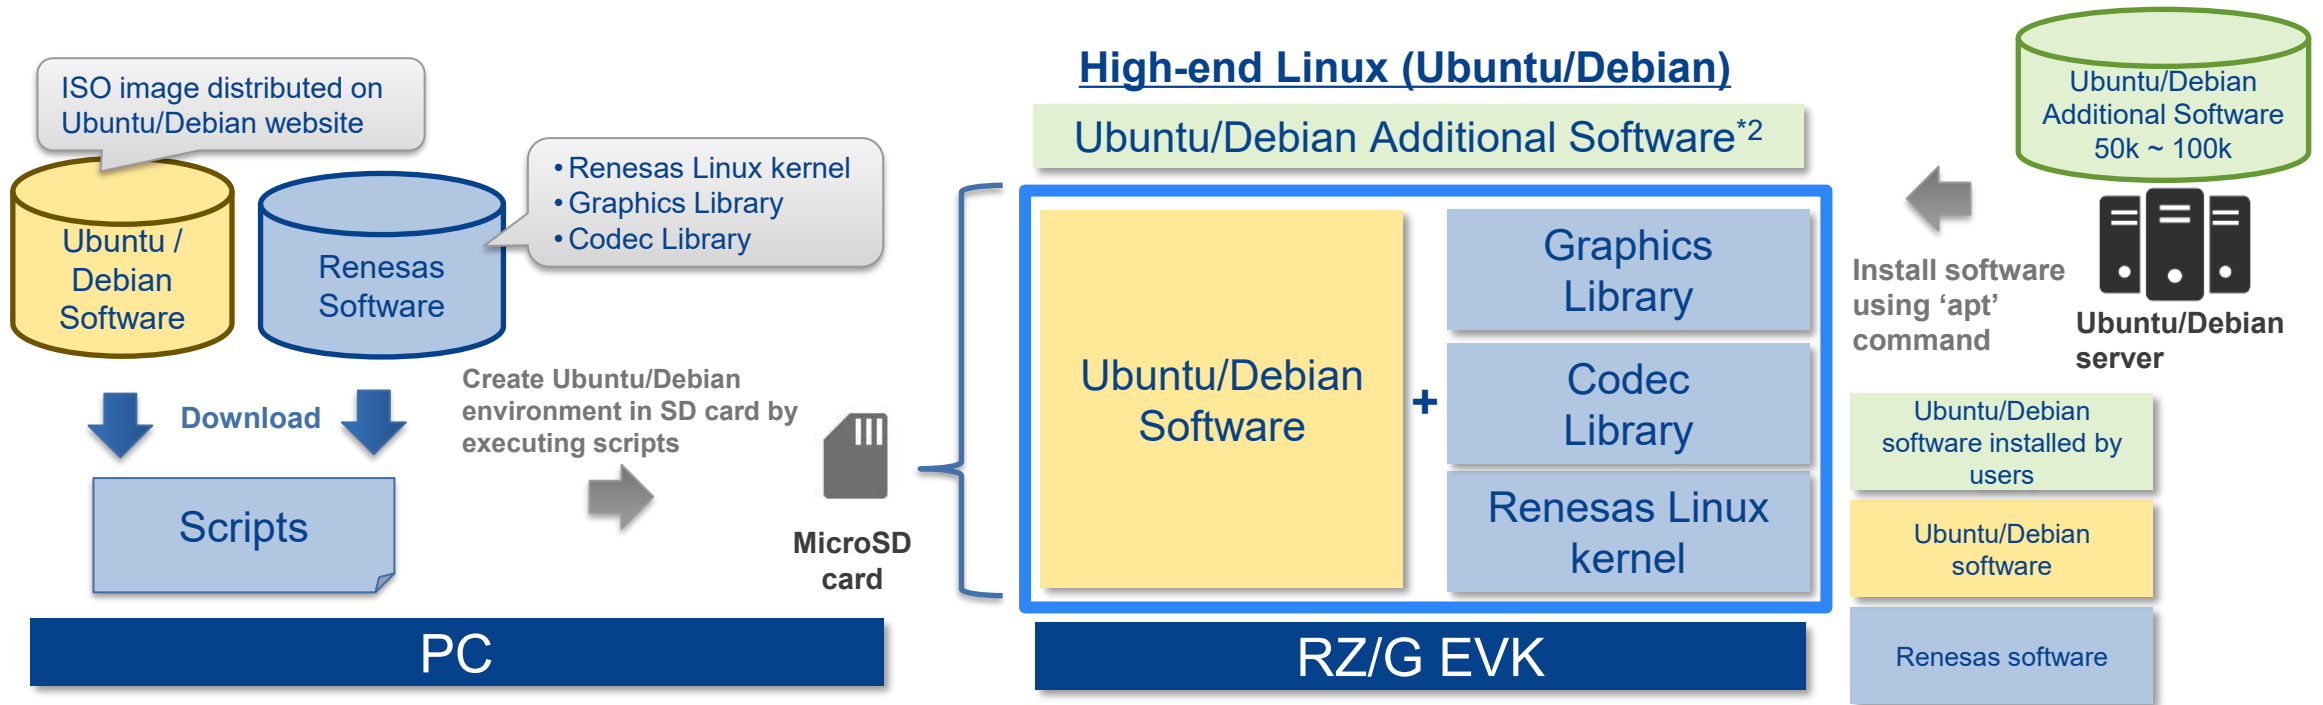 ISO image distributed on
Ubuntu/Debian website
Ubuntu /
Debian
Software
Renesas
Software
• Renesas Linux kernel
• Graphics Library
• Codec Library
Download
Scripts
Create Ubuntu/Debian
environment in SD card by
executing scripts
MicroSD
card
PC
High-end Linux (Ubuntu/Debian)
Ubuntu/Debian Additional Software*2
Ubuntu/Debian
Software
+
Graphics
Library
Codec
Library
Renesas Linux
kernel
RZ/G EVK
Ubuntu/Debian
Additional Software
50k ~ 100k
Install software
using ‘apt’
command
Ubuntu/Debian
server
Ubuntu/Debian
software installed by
users
Ubuntu/Debian
software
Renesas software